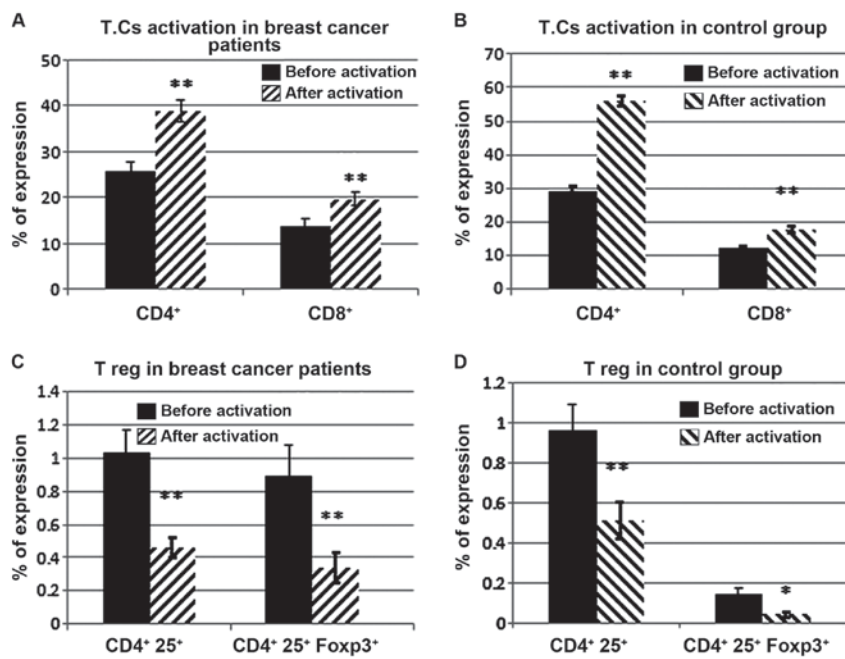 A
T.Cs activation in breast cancer
patients
% of expression
50
40
30
20
10
0
Before activation
After activation
**
**
CD4⁺
CD8⁺
B
T.Cs activation in control group
% of expression
70
60
50
40
30
20
10
0
Before activation
After activation
**
**
CD4⁺
CD8⁺
C
T reg in breast cancer patients
% of expression
1.4
1.2
1
0.8
0.6
0.4
0.2
0
Before activation
After activation
**
**
CD4⁺ 25⁺
CD4⁺ 25⁺ Foxp3⁺
D
T reg in control group
% of expression
1.2
1
0.8
0.6
0.4
0.2
0
Before activation
After activation
**
*
CD4⁺ 25⁺
CD4⁺ 25⁺ Foxp3⁺